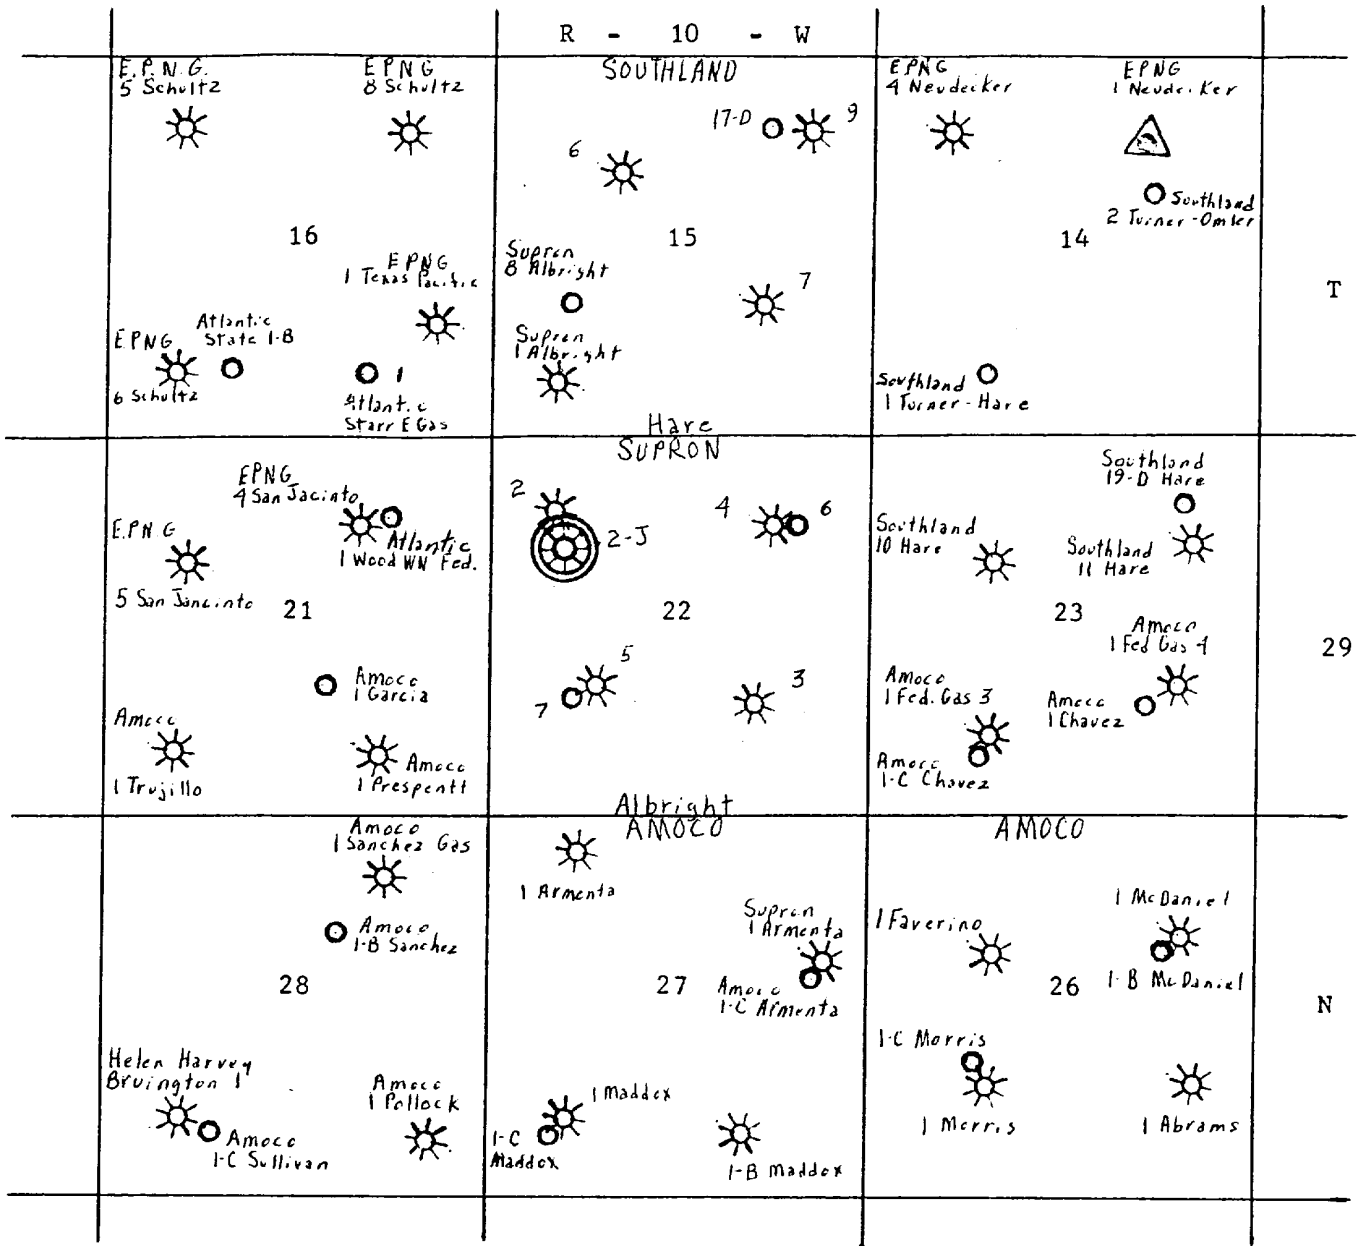 R - 10 - W
E.P.N.G.
5 Schultz
EPNG
8 Schultz
SOUTHLAND
17-D
9
6
EPNG
4 Neudecker
EPNG
1 Neudecker
Southland
2 Turner-Omler
16
15
14
T
EPNG
1 Texas Pacific
Supron
8 Albright
7
Atlantic
State 1-B
EPNG
6 Schultz
1
Atlantic
Starr E Gas
Supron
1 Albright
Southland
1 Turner-Hare
Hare
SUPRON
EPNG
4 San Jacinto
Atlantic
1 Wood WN Fed.
EPNG
5 San Jancinto
2
2-J
4
6
Southland
10 Hare
Southland
19-D Hare
Southland
11 Hare
21
22
23
29
Amoco
1 Garcia
5
7
3
Amoco
1 Fed Gas 4
Amoco
1 Fed. Gas 3
Amoco
1 Chavez
Amoco
1-C Chavez
Amoco
1 Trujillo
Amoco
1 Prespentt
Albright
AMOCO
AMOCO
Amoco
1 Sanchez Gas
Amoco
1-B Sanchez
1 Armenta
Supron
1 Armenta
Amoco
1-C Armenta
1 Faverino
1 McDaniel
1-B McDaniel
28
27
26
N
Helen Harvey
Bruington 1
Amoco
1-C Sullivan
Amoco
1 Pollock
1 Maddox
1-C
Maddox
1-B Maddox
1-C Morris
1 Morris
1 Abrams